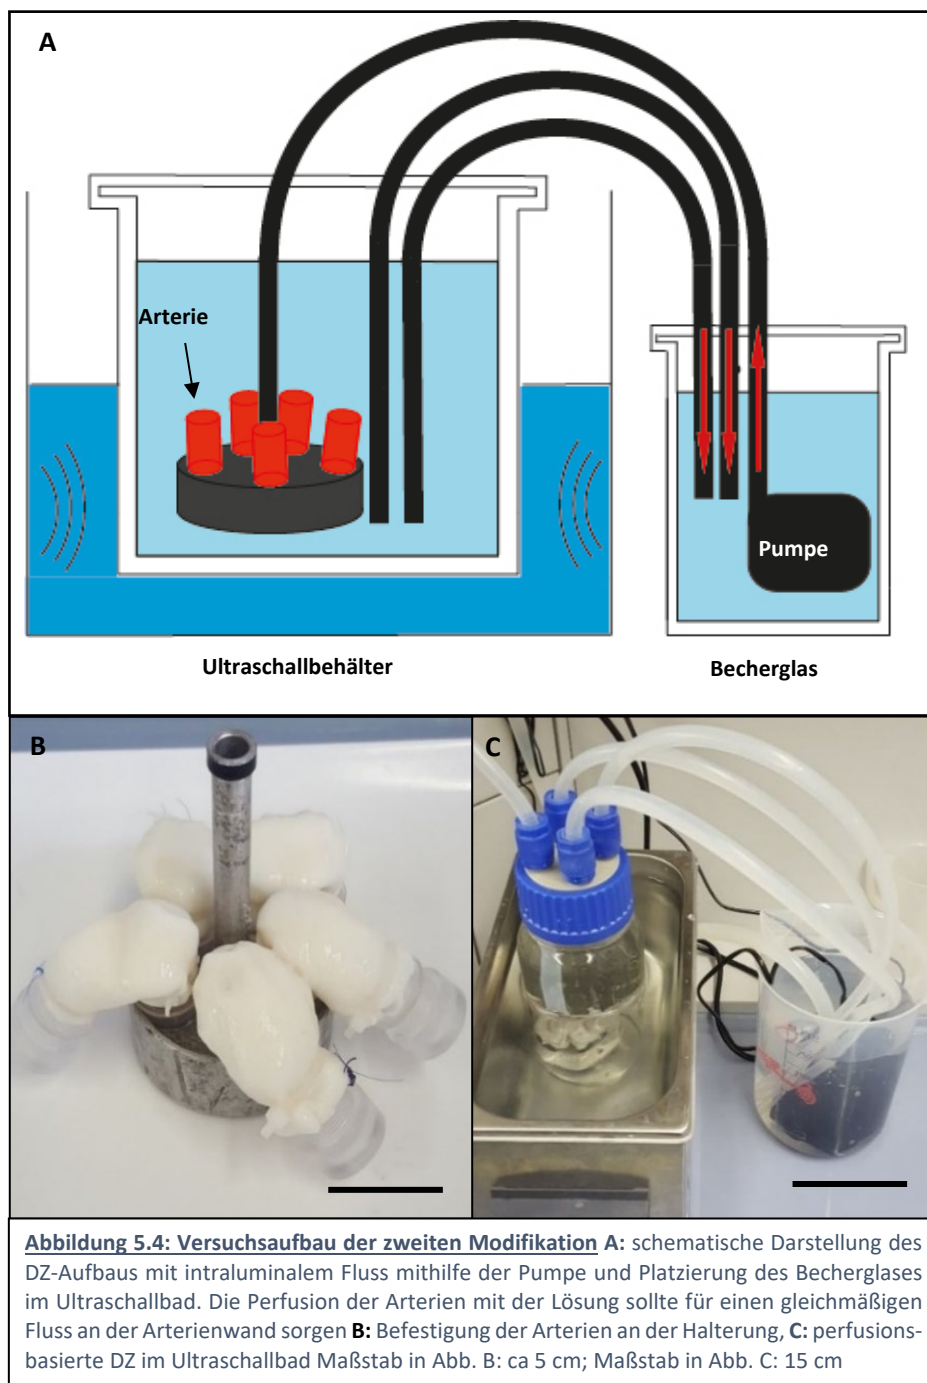 A
Arterie
Pumpe
Ultraschallbehälter
Becherglas
B
C
Abbildung 5.4: Versuchsaufbau der zweiten Modifikation A: schematische Darstellung des
DZ-Aufbaus mit intraluminalem Fluss mithilfe der Pumpe und Platzierung des Becherglases
im Ultraschallbad. Die Perfusion der Arterien mit der Lösung sollte für einen gleichmäßigen
Fluss an der Arterienwand sorgen B: Befestigung der Arterien an der Halterung, C: perfusions-
basierte DZ im Ultraschallbad Maßstab in Abb. B: ca 5 cm; Maßstab in Abb. C: 15 cm